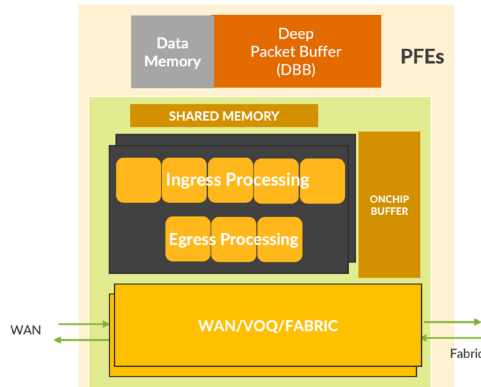 Data
Memory
Deep
Packet Buffer
(DBB)
PFEs
SHARED MEMORY
Ingress Processing
ONCHIP
BUFFER
Egress Processing
WAN/VOQ/FABRIC
WAN
Fabric